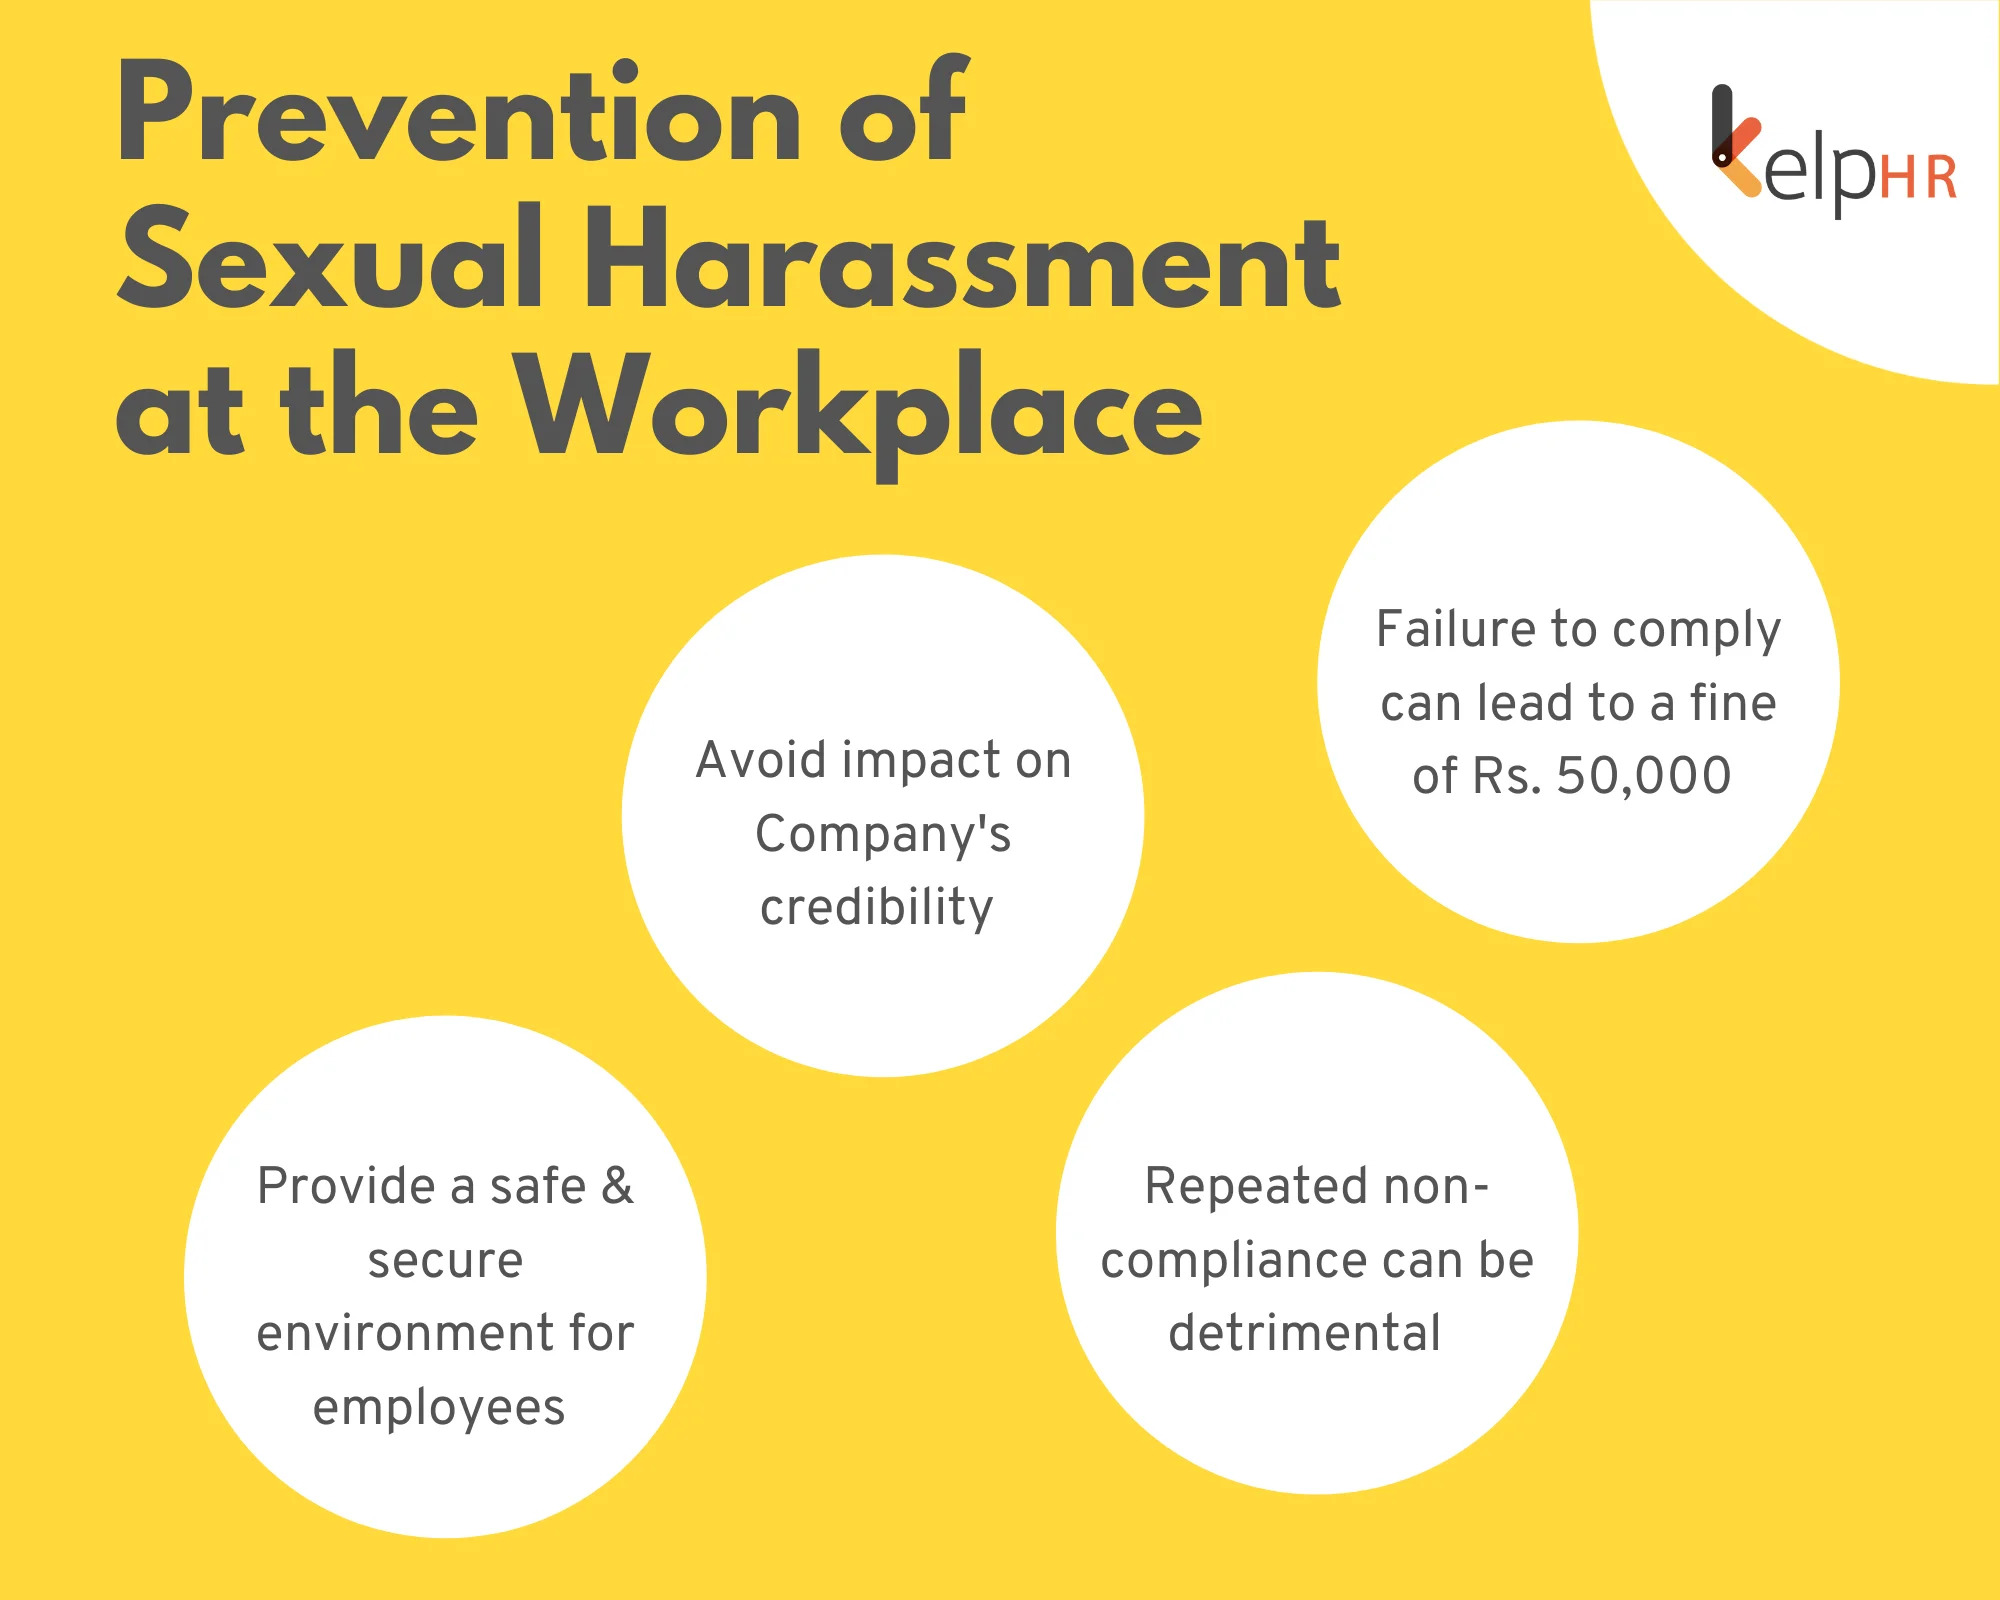 Prevention of
Sexual Harassment
at the Workplace
kelpHR
Failure to comply
can lead to a fine
of Rs. 50,000
Avoid impact on
Company's
credibility
Provide a safe &
secure
environment for
employees
Repeated non-
compliance can be
detrimental